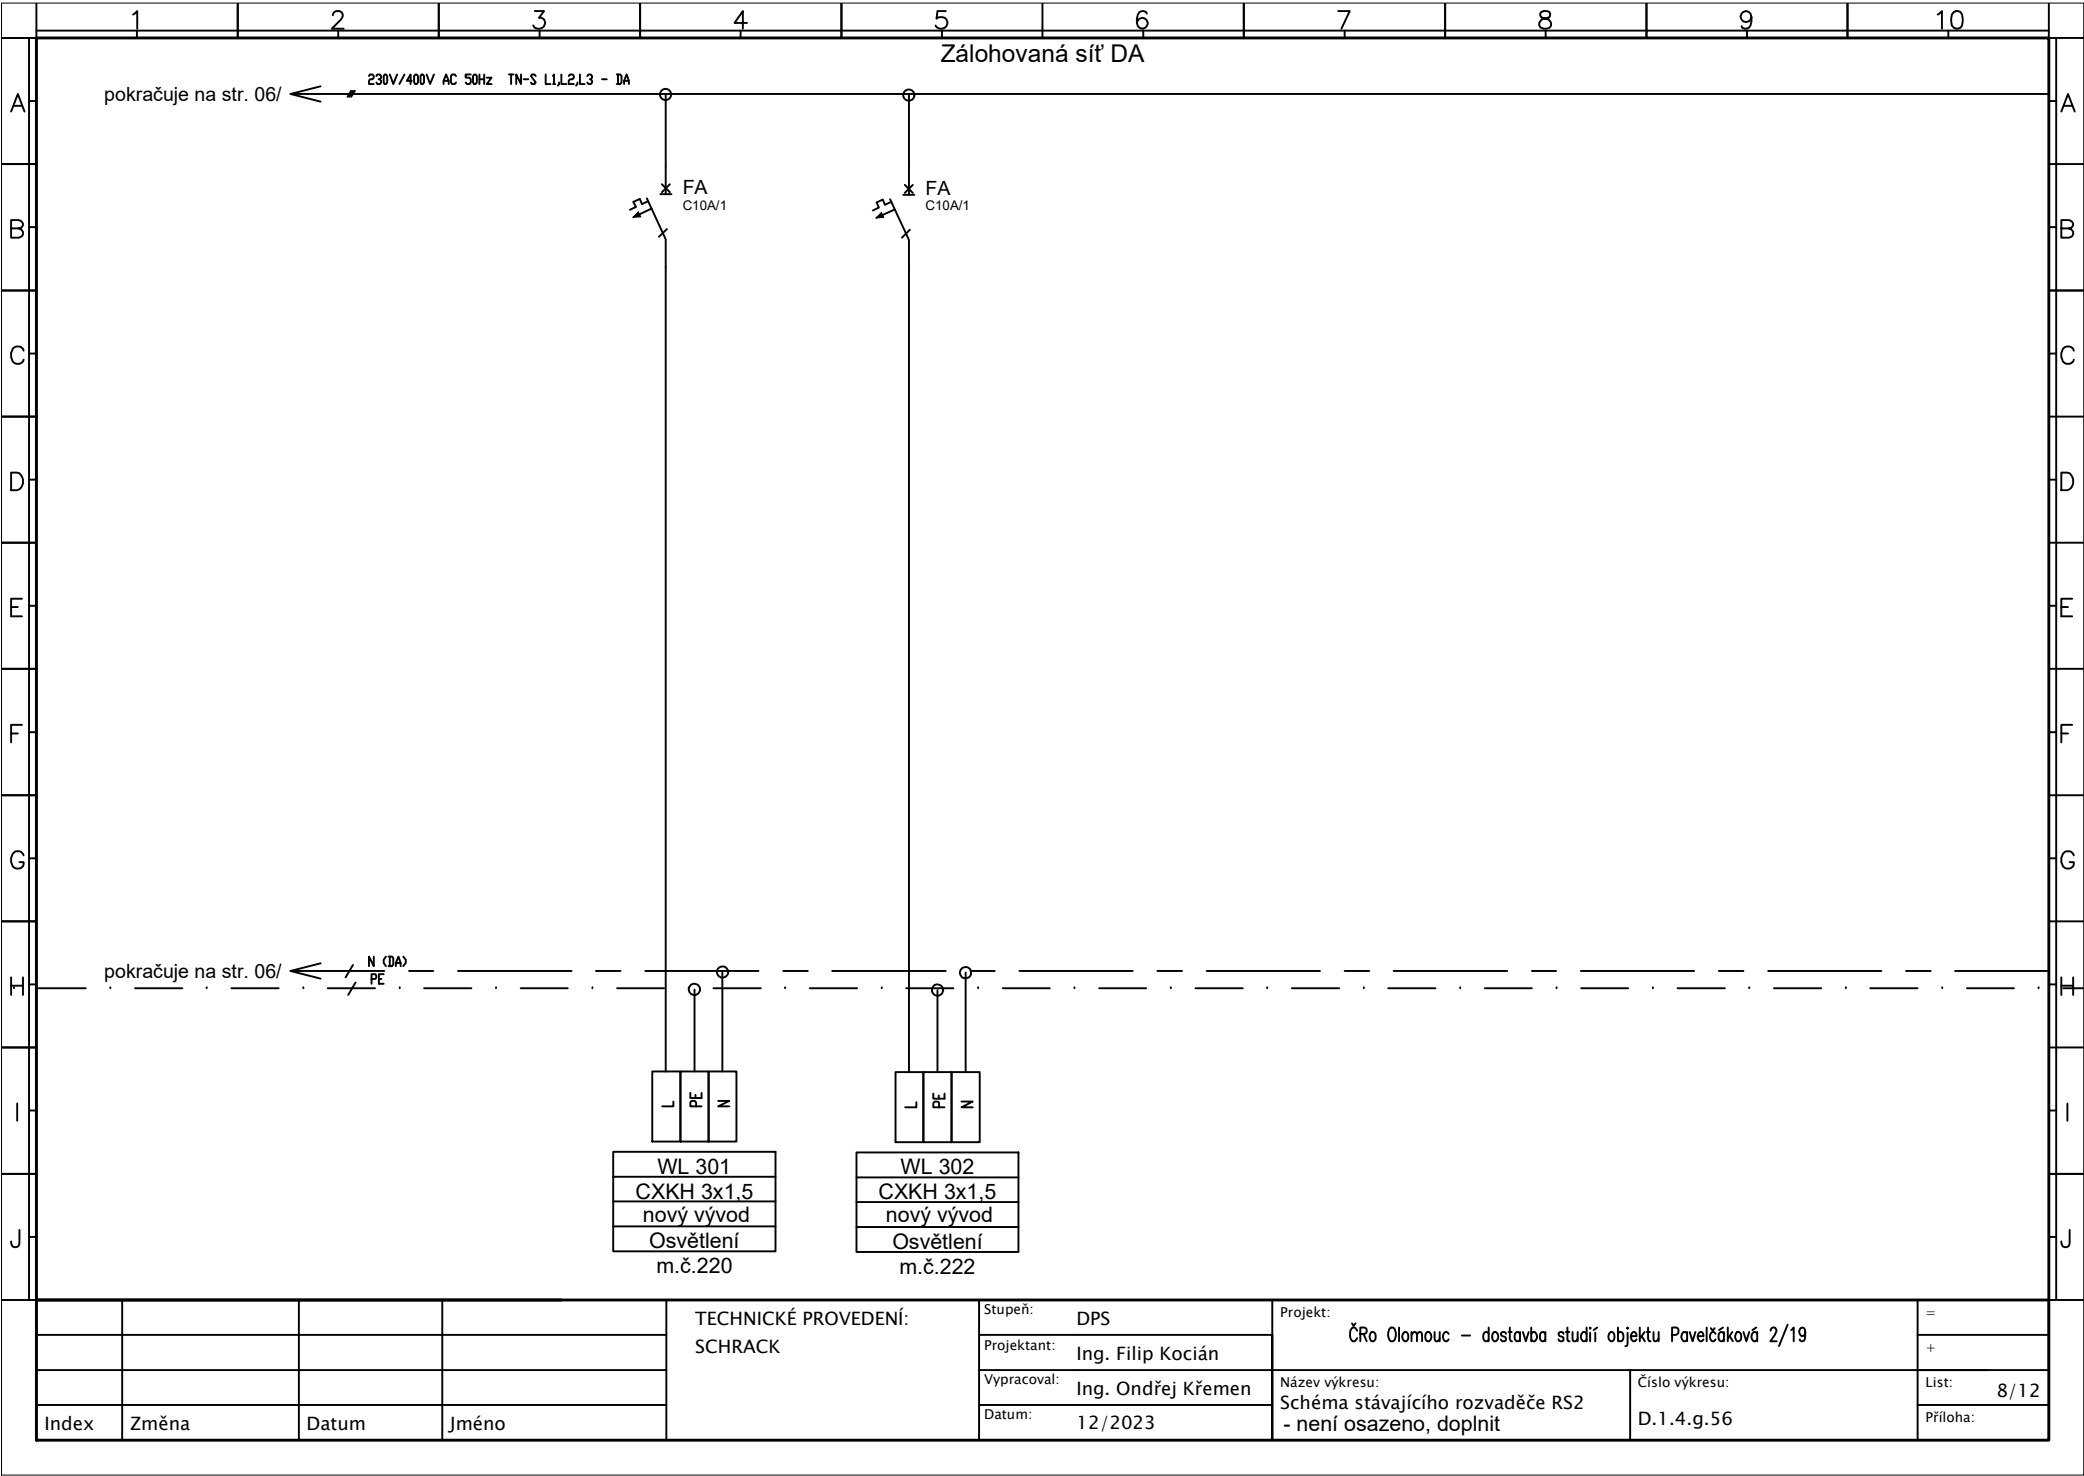 1 2 3 4 5 6 7 8 9 10
Zálohovaná síť DA
230V/400V AC 50Hz TN-S L1,L2,L3 - DA
pokračuje na str. 06/
A A
FA FA
C10A/1 C10A/1
B B
C C
D D
E E
F F
G G
N (DA)
pokračuje na str. 06/
PE
H H
L PE N L PE N
I I
WL 301 WL 302
CXKH 3x1,5 CXKH 3x1,5
nový vývod nový vývod
Osvětlení Osvětlení
J J
m.č.220 m.č.222
TECHNICKÉ PROVEDENÍ:
SCHRACK
Stupeň: DPS
Projektant: Ing. Filip Kocián
Vypracoval: Ing. Ondřej Křemen
Datum: 12/2023
Projekt:
ČRo Olomouc – dostavba studií objektu Pavelčáková 2/19
Název výkresu:
Schéma stávajícího rozvaděče RS2
- není osazeno, doplnit
Číslo výkresu:
D.1.4.g.56
=
+
List: 8/12
Příloha:
Index Změna Datum Jméno